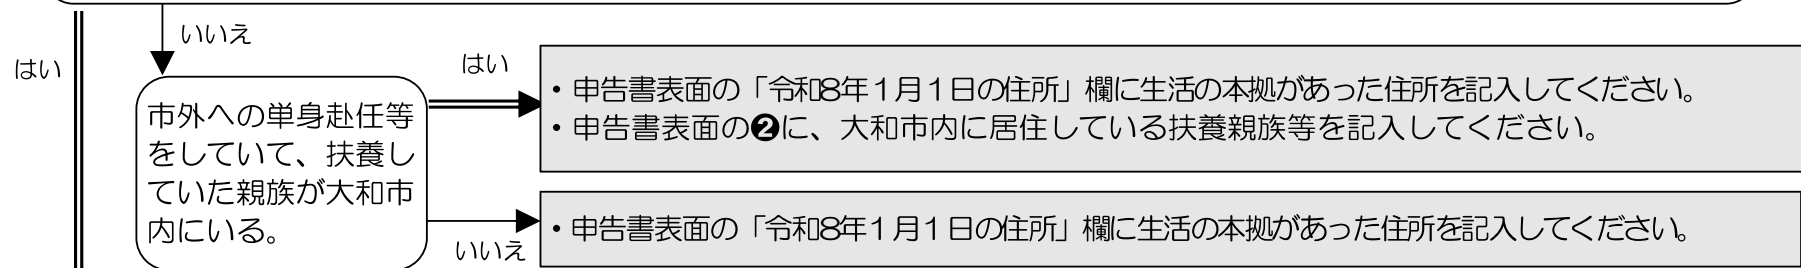 いいえ
はい
はい
市外への単身赴任等
をしていて、扶養し
ていた親族が大和市
内にいる。
・申告書表面の「令和8年1月1日の住所」欄に生活の本拠があった住所を記入してください。
・申告書表面の❷に、大和市内に居住している扶養親族等を記入してください。
いいえ
・申告書表面の「令和8年1月1日の住所」欄に生活の本拠があった住所を記入してください。